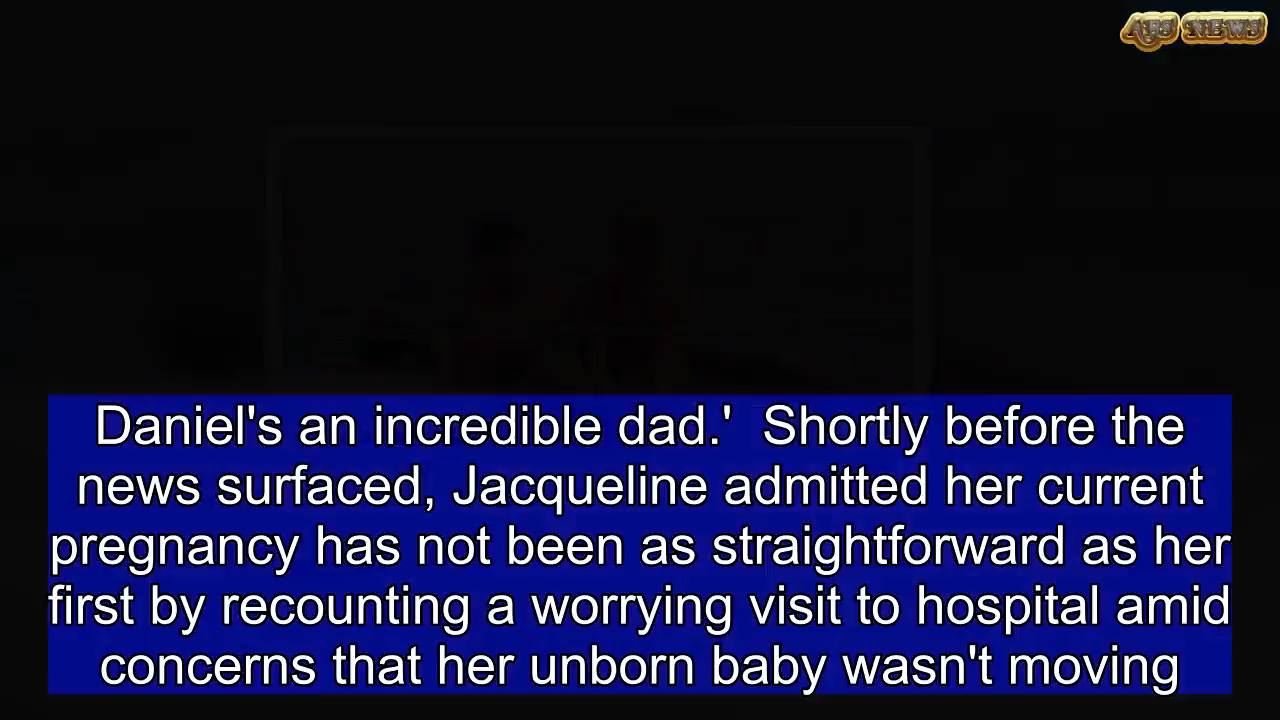 AFS NEWS
Daniel's an incredible dad.'  Shortly before the
news surfaced, Jacqueline admitted her current
pregnancy has not been as straightforward as her
first by recounting a worrying visit to hospital amid
concerns that her unborn baby wasn't moving